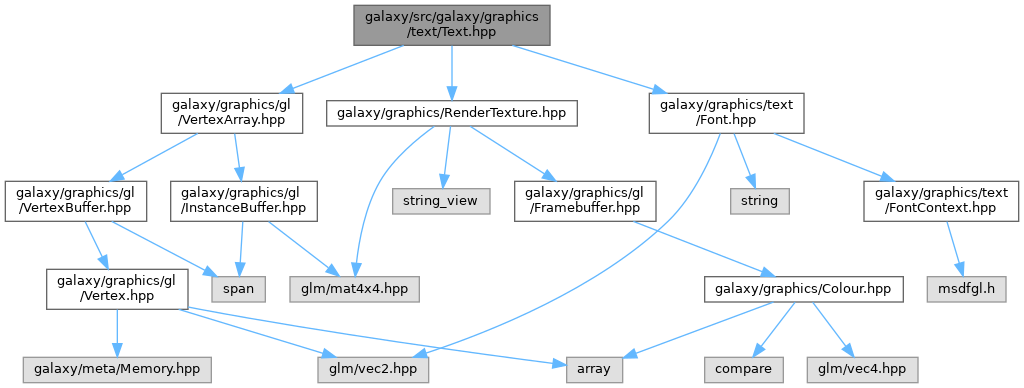 galaxy/src/galaxy/graphics
/text/Text.hpp
galaxy/graphics/gl
/VertexArray.hpp
galaxy/graphics/RenderTexture.hpp
galaxy/graphics/text
/Font.hpp
galaxy/graphics/gl
/VertexBuffer.hpp
galaxy/graphics/gl
/InstanceBuffer.hpp
string_view
galaxy/graphics/gl
/Framebuffer.hpp
string
galaxy/graphics/text
/FontContext.hpp
galaxy/graphics/gl
/Vertex.hpp
span
glm/mat4x4.hpp
galaxy/graphics/Colour.hpp
msdfgl.h
galaxy/meta/Memory.hpp
glm/vec2.hpp
array
compare
glm/vec4.hpp